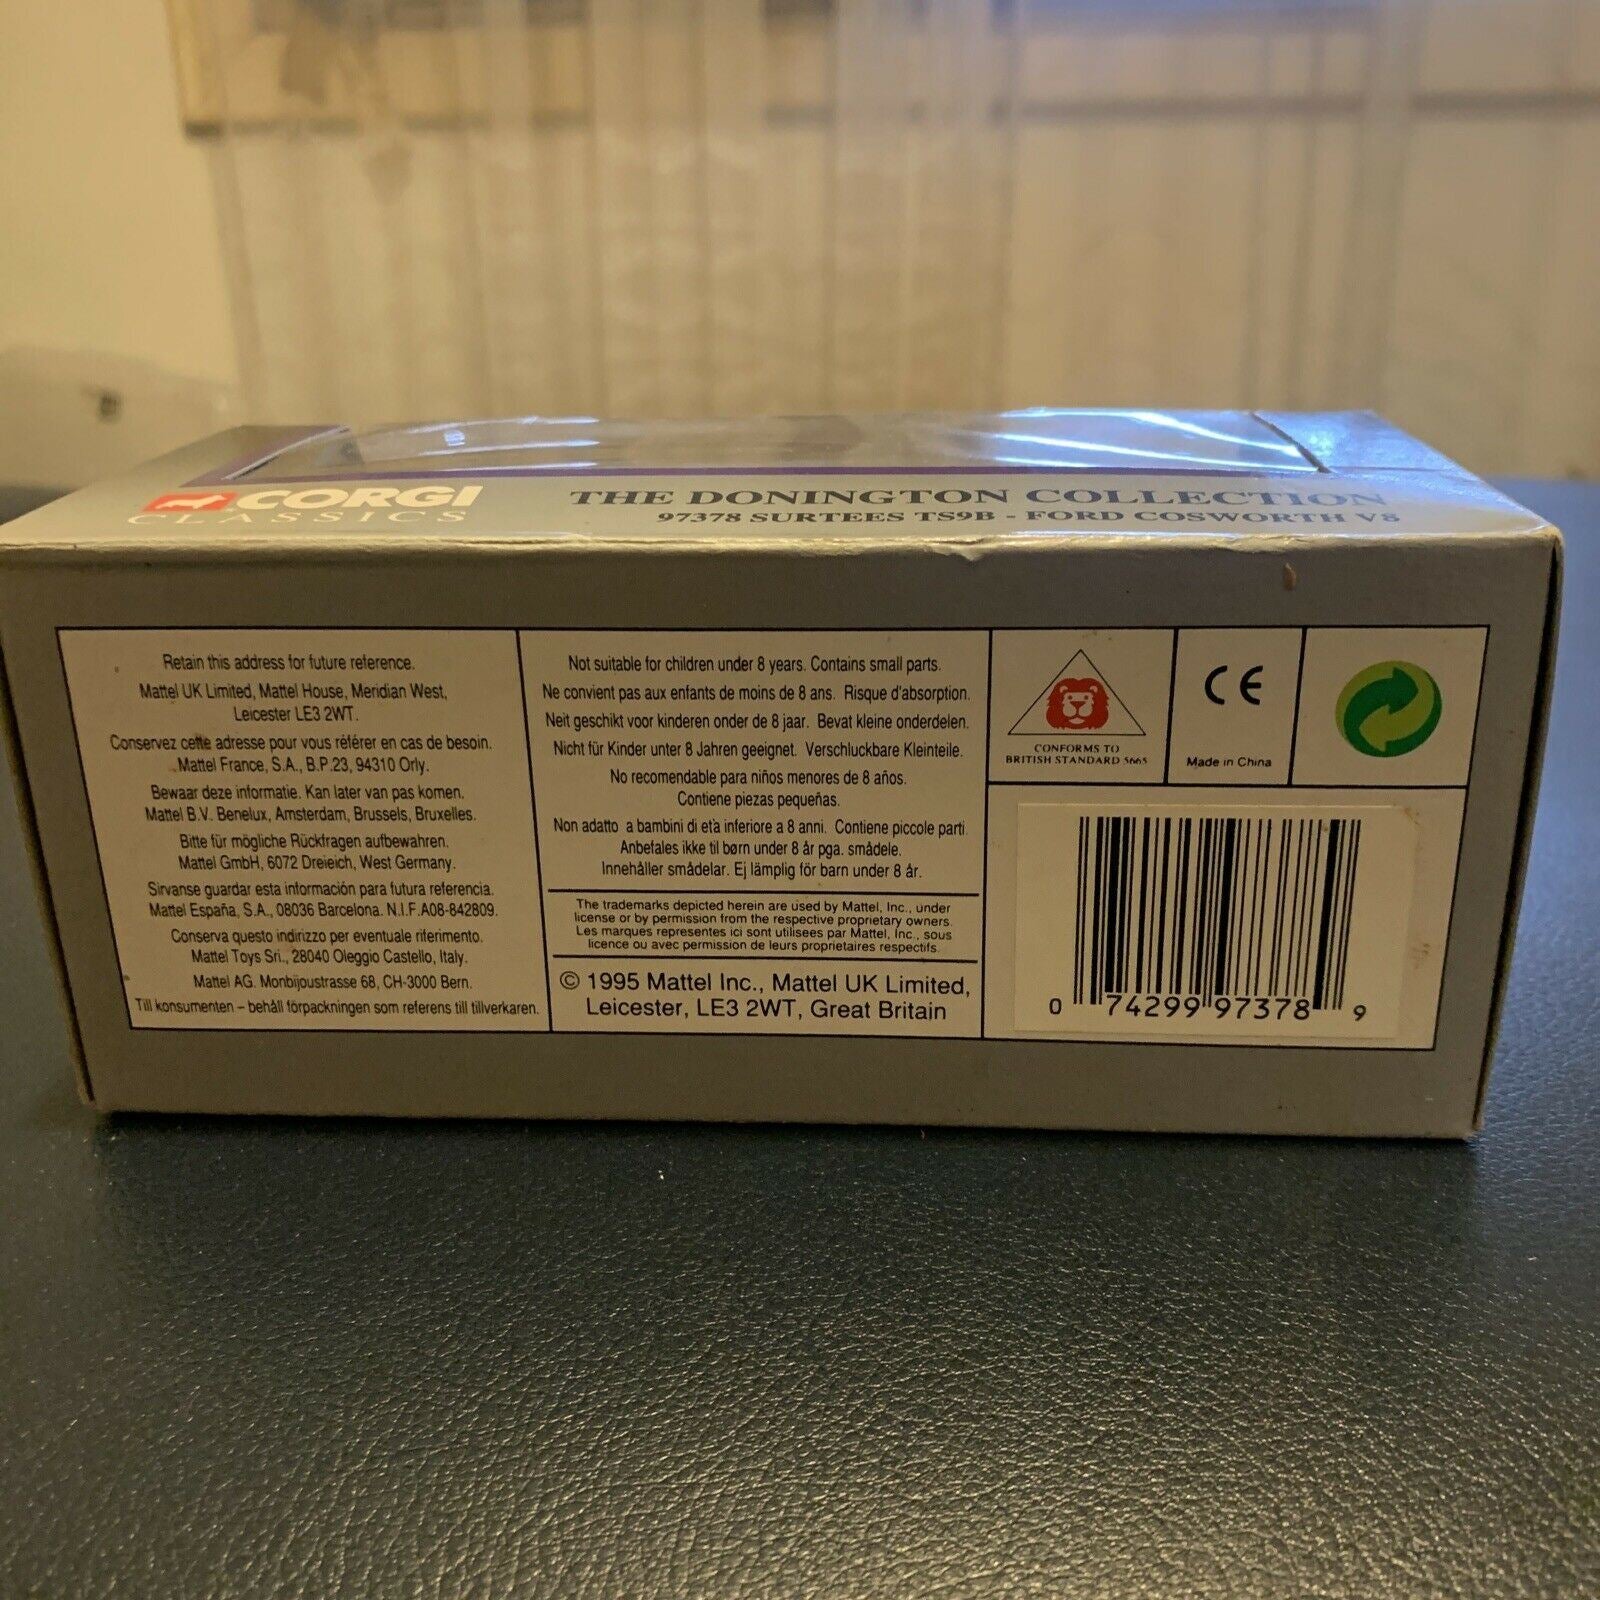 CORGI
CLASSICS
THE DONINGTON COLLECTION
97378 SURTEES TS9B - FORD COSWORTH V8
Retain this address for future reference.
Mattel UK Limited, Mattel House, Meridian West,
Leicester LE3 2WT.
Conservez cette adresse pour vous référer en cas de besoin.
Mattel France, S.A., B.P.23, 94310 Orly.
Bewaar deze informatie. Kan later van pas komen.
Mattel B.V. Benelux, Amsterdam, Brussels, Bruxelles.
Bitte für mögliche Rückfragen aufbewahren.
Mattel GmbH, 6072 Dreieich, West Germany.
Sirvanse guardar esta información para futura referencia.
Mattel España, S.A., 08036 Barcelona. N.I.F.A08-842809.
Conserva questo indirizzo per eventuale riferimento.
Mattel Toys Sri., 28040 Oleggio Castello, Italy.
Mattel AG. Monbijoustrasse 68, CH-3000 Bern.
Till konsumenten – behåll förpackningen som referens till tillverkaren.
Not suitable for children under 8 years. Contains small parts.
Ne convient pas aux enfants de moins de 8 ans. Risque d'absorption.
Neit geschikt voor kinderen onder de 8 jaar. Bevat kleine onderdelen.
Nicht für Kinder unter 8 Jahren geeignet. Verschluckbare Kleinteile.
No recomendable para niños menores de 8 años.
Contiene piezas pequeñas.
Non adatto a bambini di età inferiore a 8 anni. Contiene piccole parti.
Anbefales ikke til børn under 8 år pga. smådele.
Innehåller smådelar. Ej lämplig för barn under 8 år.
The trademarks depicted herein are used by Mattel, Inc., under
license or by permission from the respective proprietary owners.
Les marques representes ici sont utilisees par Mattel, Inc., sous
licence ou avec permission de leurs proprietaires respectifs.
© 1995 Mattel Inc., Mattel UK Limited,
Leicester, LE3 2WT, Great Britain
CONFORMS TO
BRITISH STANDARD 5665
CE
Made in China
0 74299 97378 9